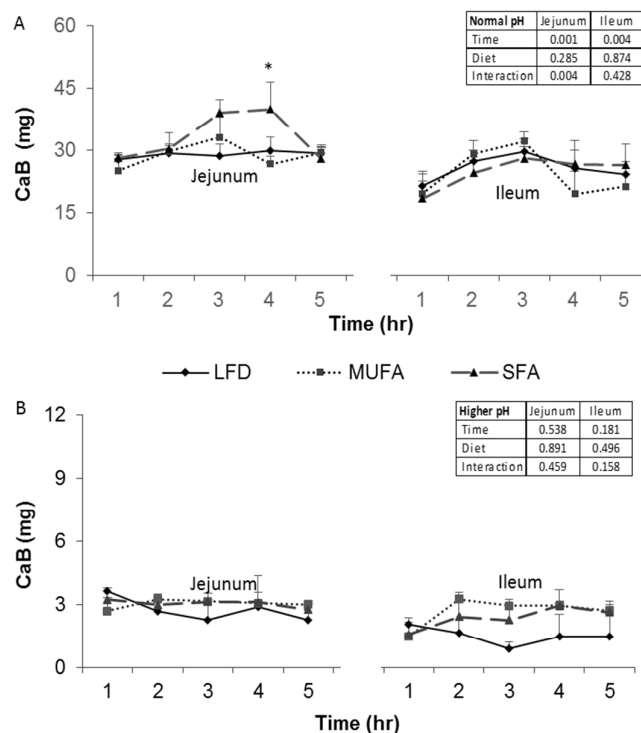 A
CaB (mg)
60
45
30
15
0
*
Jejunum
Ileum
Normal pH Jejunum Ileum
Time 0.001 0.004
Diet 0.285 0.874
Interaction 0.004 0.428
1 2 3 4 5 1 2 3 4 5
Time (hr)
LFD MUFA SFA
B
CaB (mg)
12
9
6
3
0
Jejunum
Ileum
Higher pH Jejunum Ileum
Time 0.538 0.181
Diet 0.891 0.496
Interaction 0.459 0.158
1 2 3 4 5 1 2 3 4 5
Time (hr)